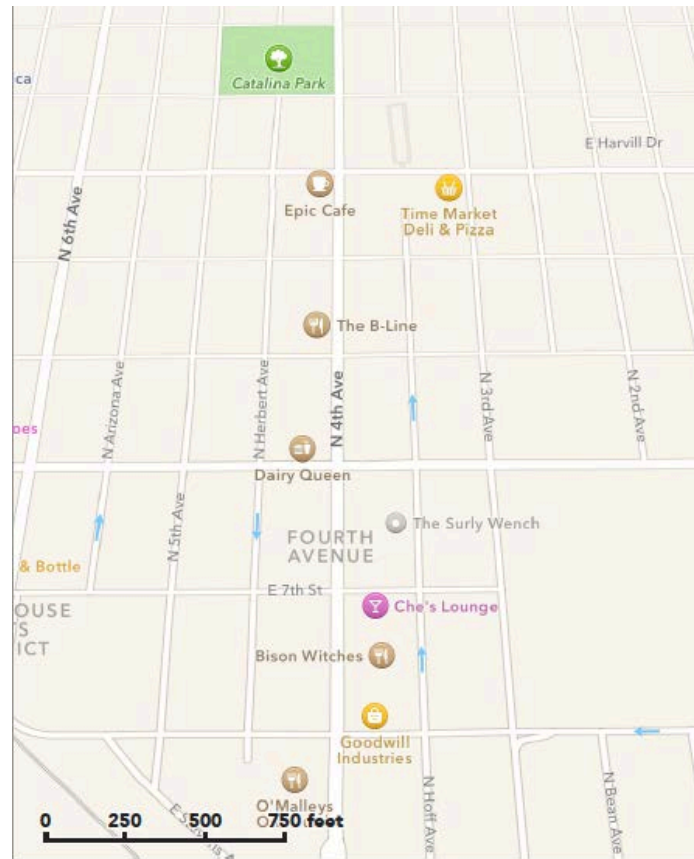 ca
Catalina Park
E Harvill Dr
Epic Cafe
Time Market
Deli & Pizza
N 6th Ave
The B-Line
N Arizona Ave
N Herbert Ave
N 4th Ave
N 3rd Ave
N 2nd Ave
oes
Dairy Queen
N 5th Ave
The Surly Wench
FOURTH
AVENUE
& Bottle
E 7th St
Che's Lounge
OUSE
TS
ICT
Bison Witches
Goodwill
Industries
O'Malleys
N Hoff Ave
N Bean Ave
0 250 500 750 feet